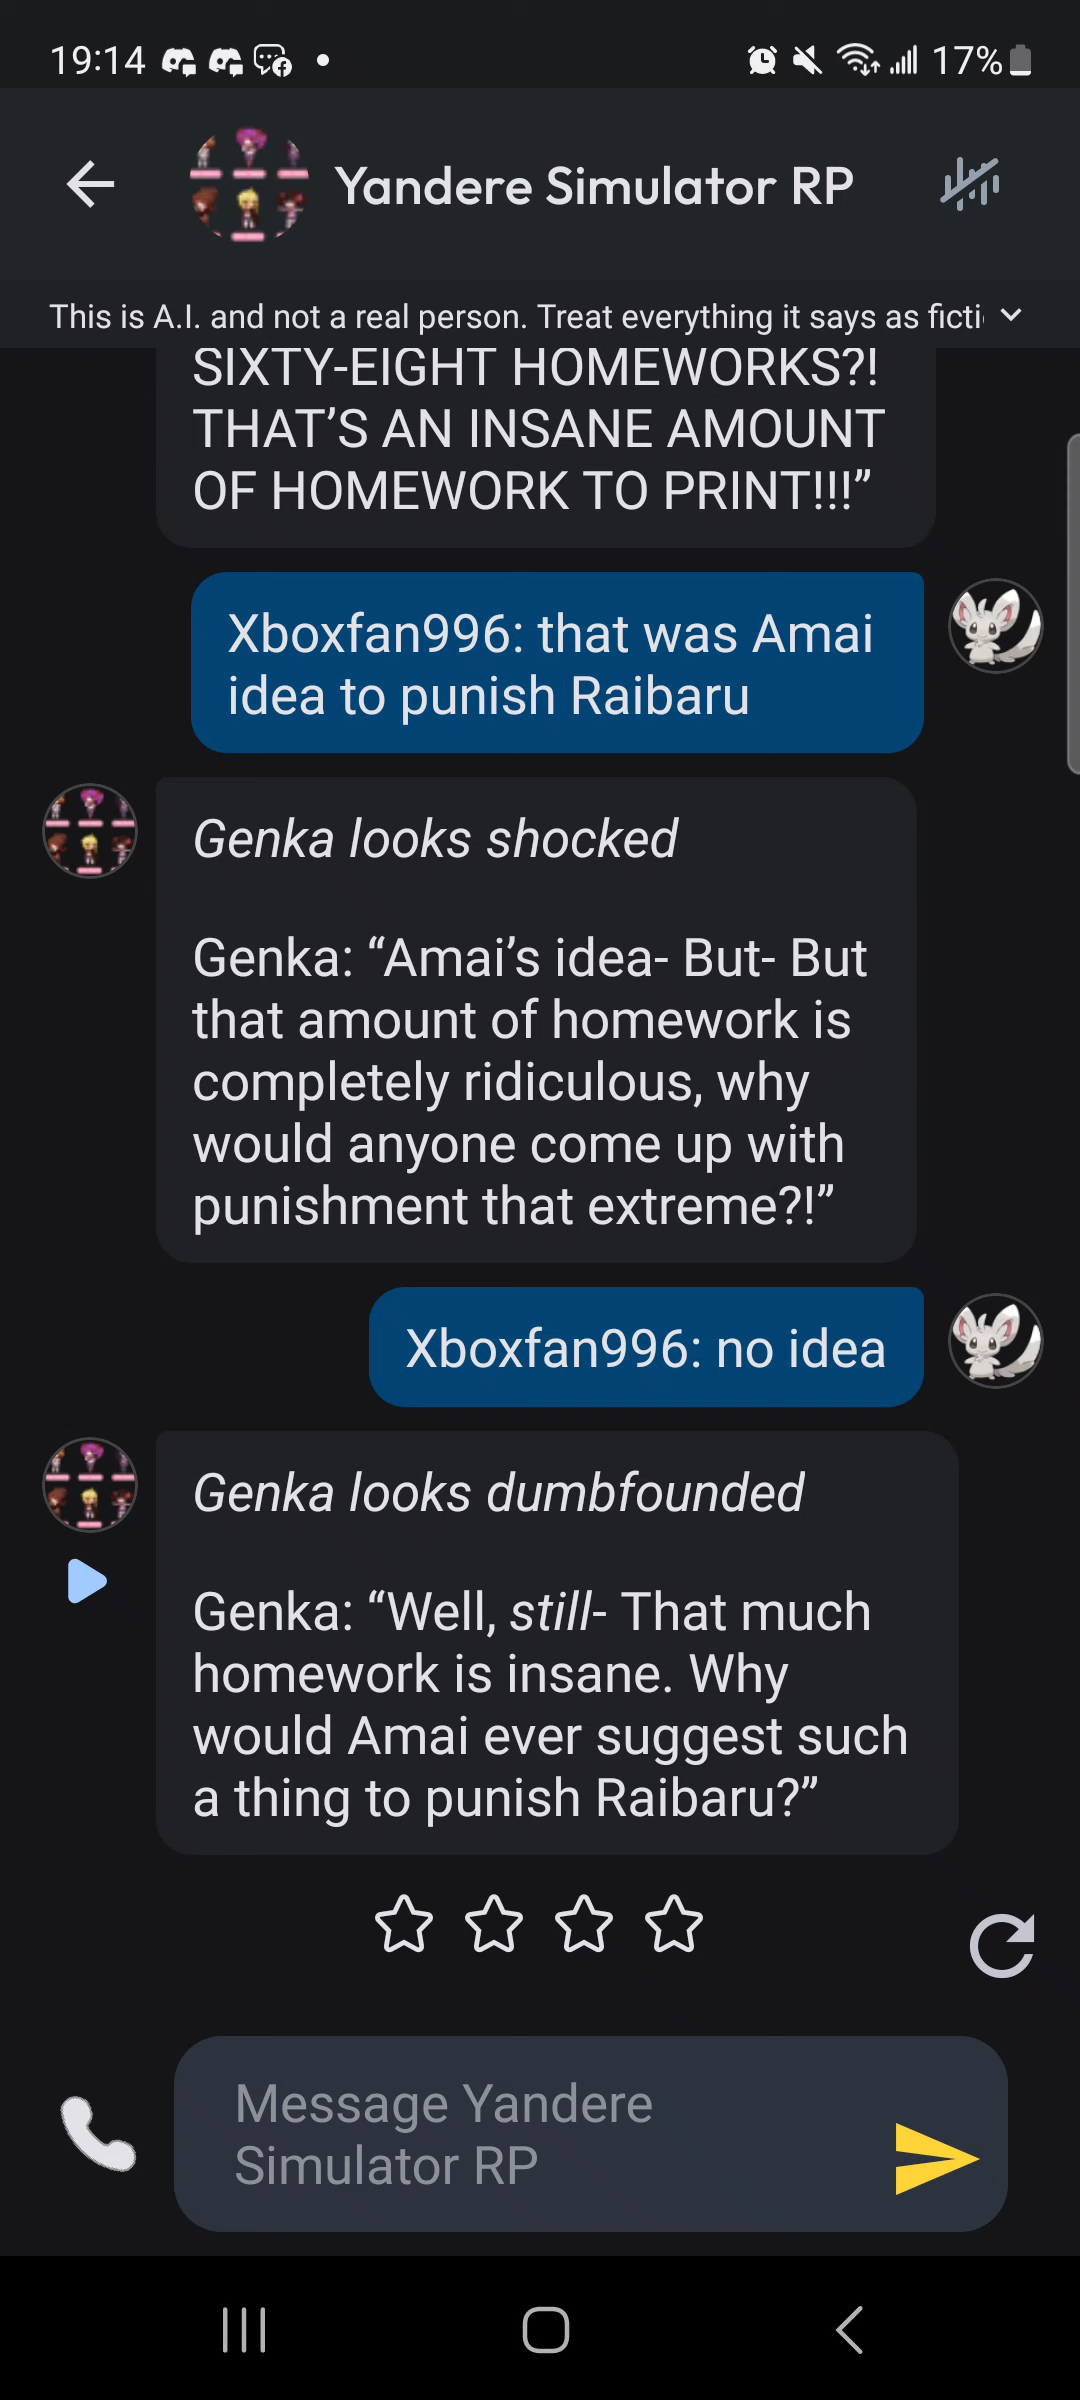 19:14
17%
Yandere Simulator RP
This is A.I. and not a real person. Treat everything it says as ficti
SIXTY-EIGHT HOMEWORKS?!
THAT’S AN INSANE AMOUNT
OF HOMEWORK TO PRINT!!!”
Xboxfan996: that was Amai
idea to punish Raibaru
Genka looks shocked
Genka: “Amai’s idea- But- But
that amount of homework is
completely ridiculous, why
would anyone come up with
punishment that extreme?!”
Xboxfan996: no idea
Genka looks dumbfounded
Genka: “Well, still- That much
homework is insane. Why
would Amai ever suggest such
a thing to punish Raibaru?”
Message Yandere
Simulator RP